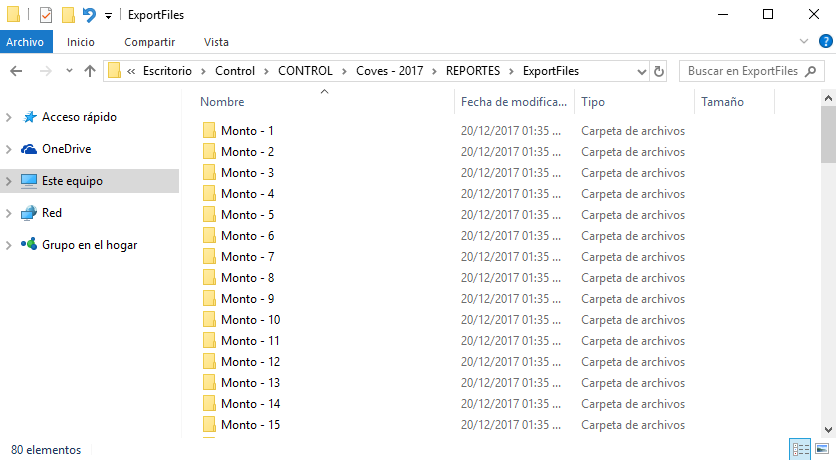 ExportFiles
Archivo Inicio Compartir Vista
« Escritorio Control CONTROL Coves - 2017 REPORTES ExportFiles Buscar en ExportFiles
Nombre Fecha de modifica... Tipo Tamaño
Acceso rápido
OneDrive
Este equipo
Red
Grupo en el hogar
Monto - 1 20/12/2017 01:35 ... Carpeta de archivos
Monto - 2 20/12/2017 01:35 ... Carpeta de archivos
Monto - 3 20/12/2017 01:35 ... Carpeta de archivos
Monto - 4 20/12/2017 01:35 ... Carpeta de archivos
Monto - 5 20/12/2017 01:35 ... Carpeta de archivos
Monto - 6 20/12/2017 01:35 ... Carpeta de archivos
Monto - 7 20/12/2017 01:35 ... Carpeta de archivos
Monto - 8 20/12/2017 01:35 ... Carpeta de archivos
Monto - 9 20/12/2017 01:35 ... Carpeta de archivos
Monto - 10 20/12/2017 01:35 ... Carpeta de archivos
Monto - 11 20/12/2017 01:35 ... Carpeta de archivos
Monto - 12 20/12/2017 01:35 ... Carpeta de archivos
Monto - 13 20/12/2017 01:35 ... Carpeta de archivos
Monto - 14 20/12/2017 01:35 ... Carpeta de archivos
Monto - 15 20/12/2017 01:35 ... Carpeta de archivos
80 elementos